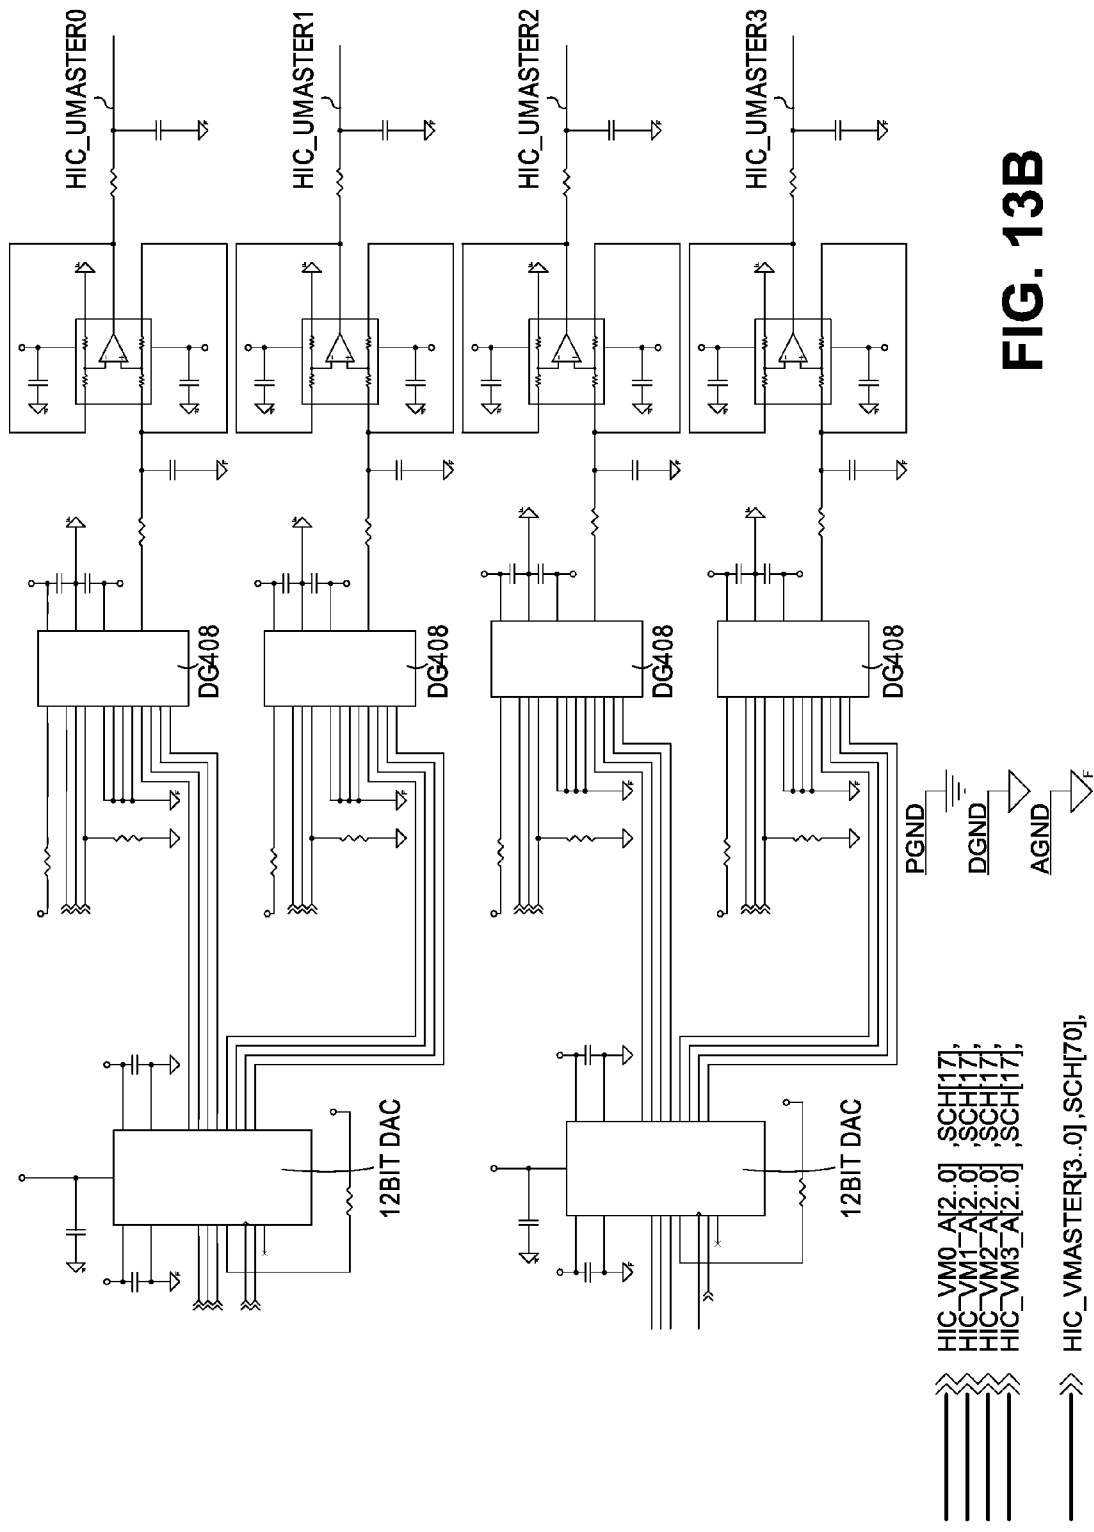 HIC_UMASTER0
HIC_UMASTER1
HIC_UMASTER2
HIC_UMASTER3
DG408
DG408
DG408
DG408
12BIT DAC
12BIT DAC
PGND
DGND
AGND
HIC_VM0_A[2..0] ,SCH[17],
HIC_VM1_A[2..0] ,SCH[17],
HIC_VM2_A[2..0] ,SCH[17],
HIC_VM3_A[2..0] ,SCH[17],
HIC_VMASTER[3..0] ,SCH[70],
FIG. 13B